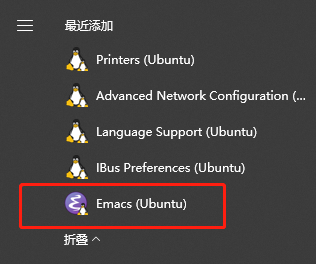 最近添加
Printers (Ubuntu)
Advanced Network Configuration (...
Language Support (Ubuntu)
IBus Preferences (Ubuntu)
Emacs (Ubuntu)
折叠